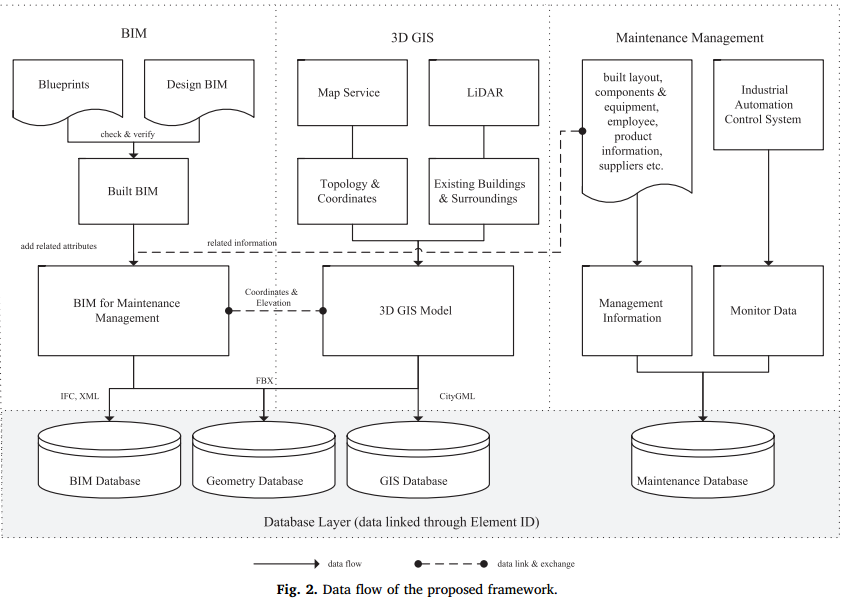 BIM
3D GIS
Maintenance Management
Blueprints
Design BIM
Map Service
LiDAR
built layout,
components &
equipment,
employee,
product
information,
suppliers etc.
Industrial
Automation
Control System
check & verify
Built BIM
Topology &
Coordinates
Existing Buildings
& Surroundings
add related attributes
related information
BIM for Maintenance
Management
Coordinates &
Elevation
3D GIS Model
Management
Information
Monitor Data
IFC, XML
FBX
CityGML
BIM Database
Geometry Database
GIS Database
Maintenance Database
Database Layer (data linked through Element ID)
data flow
data link & exchange
Fig. 2. Data flow of the proposed framework.